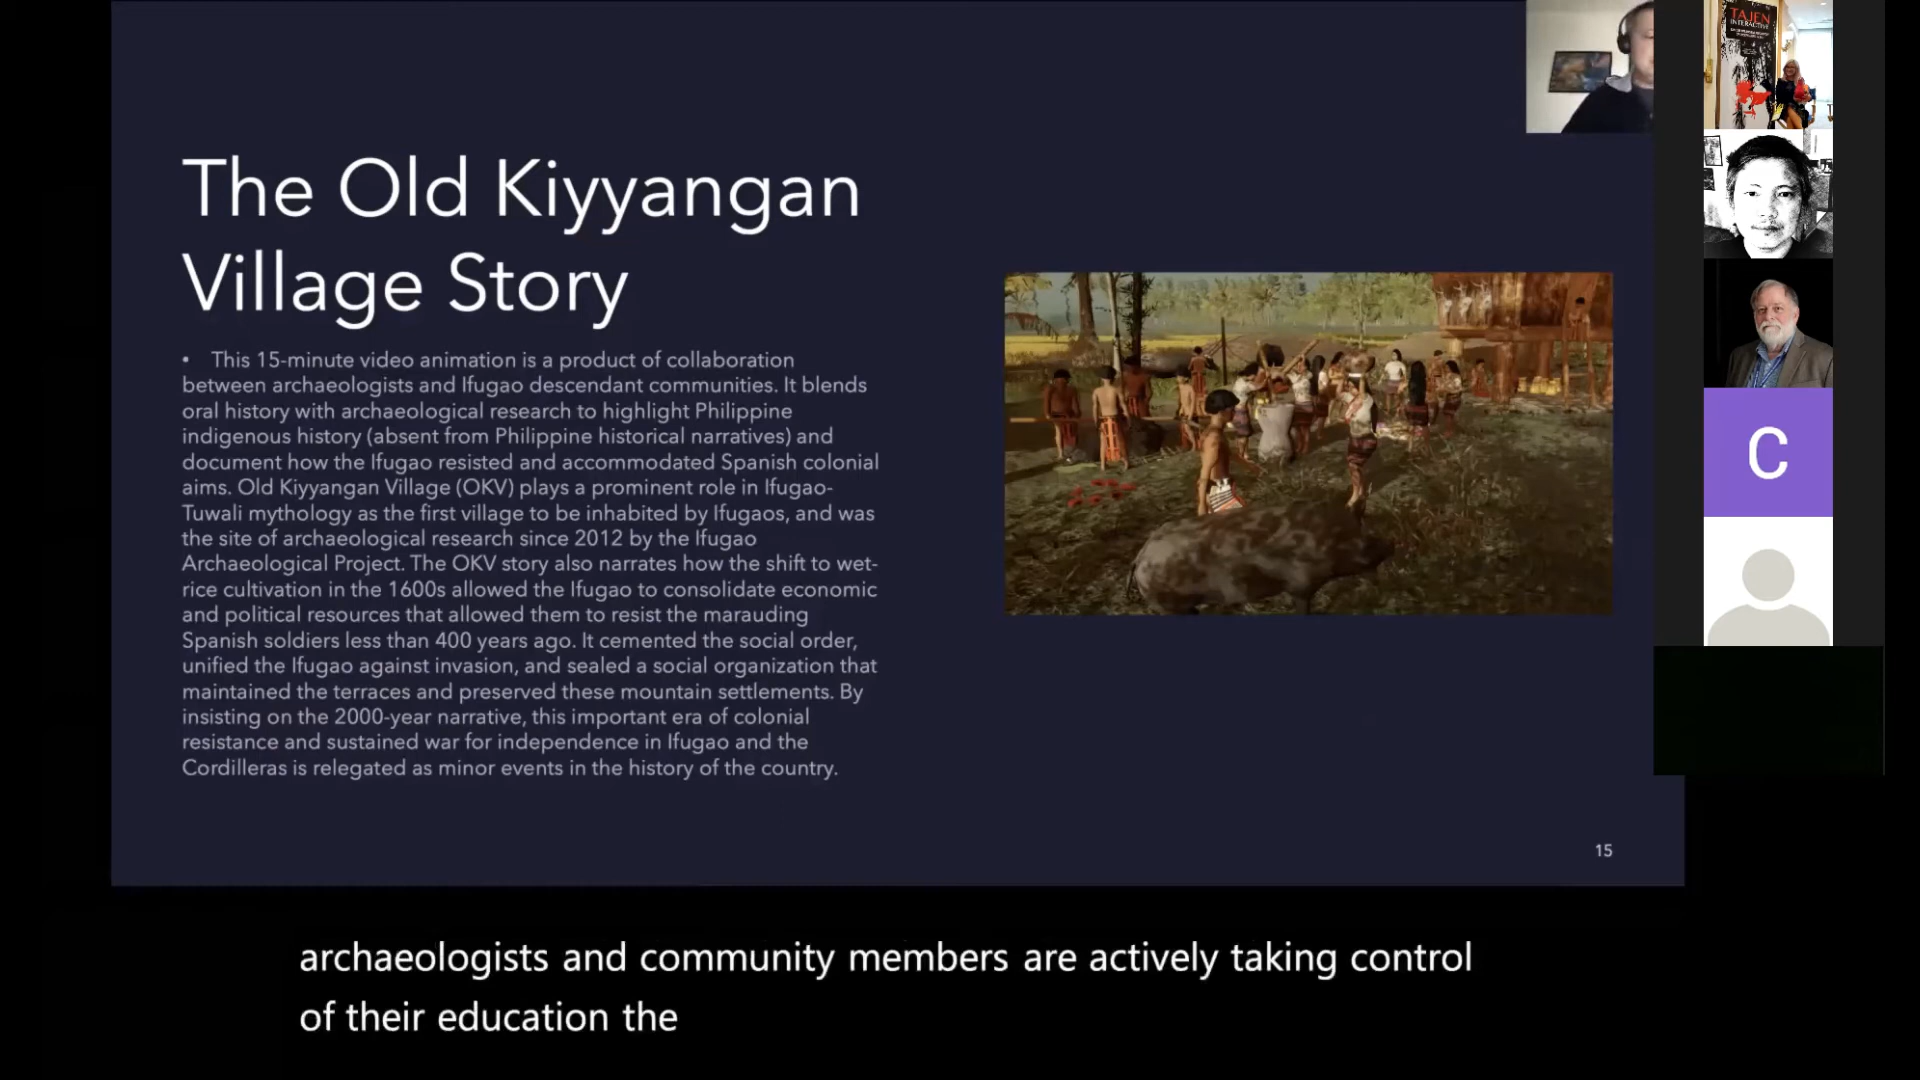 TAJEN
INTERACTIVE
The Old Kiyyangan
Village Story
• This 15-minute video animation is a product of collaboration
between archaeologists and Ifugao descendant communities. It blends
oral history with archaeological research to highlight Philippine
indigenous history (absent from Philippine historical narratives) and
document how the Ifugao resisted and accommodated Spanish colonial
aims. Old Kiyyangan Village (OKV) plays a prominent role in Ifugao-
Tuwali mythology as the first village to be inhabited by Ifugaos, and was
the site of archaeological research since 2012 by the Ifugao
Archaeological Project. The OKV story also narrates how the shift to wet-
rice cultivation in the 1600s allowed the Ifugao to consolidate economic
and political resources that allowed them to resist the marauding
Spanish soldiers less than 400 years ago. It cemented the social order,
unified the Ifugao against invasion, and sealed a social organization that
maintained the terraces and preserved these mountain settlements. By
insisting on the 2000-year narrative, this important era of colonial
resistance and sustained war for independence in Ifugao and the
Cordilleras is relegated as minor events in the history of the country.
C
15
archaeologists and community members are actively taking control
of their education the